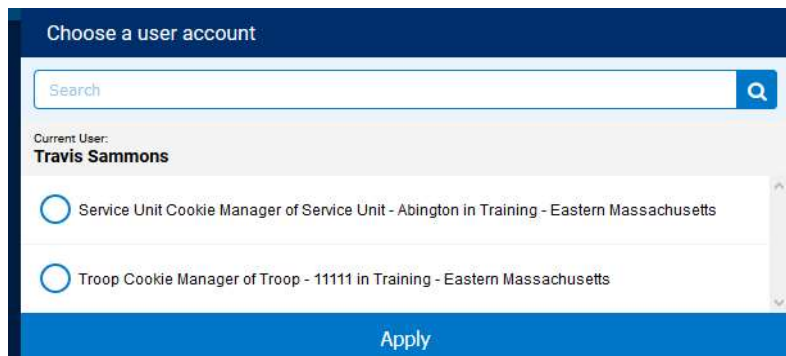 Choose a user account
Search
Current User:
Travis Sammons
Service Unit Cookie Manager of Service Unit - Abington in Training - Eastern Massachusetts
Troop Cookie Manager of Troop - 11111 in Training - Eastern Massachusetts
Apply